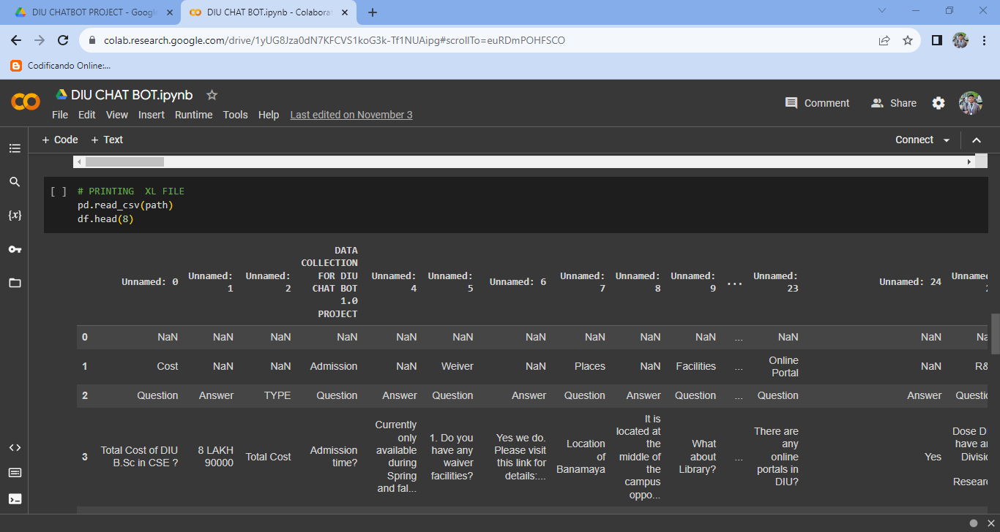 DIU CHATBOT PROJECT - Googl
DIU CHAT BOT.ipynb - Colabora
colab.research.google.com/drive/1yUG8Jza0dN7KFCVS1koG3k-Tf1NUAipg#scrollTo=euRDmPOHFSCO
Codificando Online:...
DIU CHAT BOT.ipynb
File Edit View Insert Runtime Tools Help Last edited on November 3
Comment Share
+ Code + Text
Connect
[ ] # PRINTING  XL FILE
pd.read_csv(path)
df.head(8)
{x}
Unnamed: 0
Unnamed:
1
Unnamed:
2
DATA
COLLECTION
FOR DIU
CHAT BOT
1.0
PROJECT
Unnamed:
4
Unnamed:
5
Unnamed: 6
Unnamed:
7
Unnamed:
8
Unnamed:
9
...
Unnamed:
23
Unnamed: 24
Unnamed
0 NaN NaN NaN NaN NaN NaN NaN NaN NaN NaN ... NaN NaN Na
1 Cost NaN NaN Admission NaN Weiver NaN Places NaN Facilities ... Online
Portal
NaN R&
2 Question Answer TYPE Question Answer Question Answer Question Answer Question ... Question Answer Questi
3
Total Cost of DIU
B.Sc in CSE ?
8 LAKH
90000
Total Cost
Admission
time?
Currently
only
available
during
Spring
and fal...
1. Do you
have any
waiver
facilities?
Yes we do.
Please visit
this link for
details:...
Location
of
Banamaya
It is
located at
the
middle of
the
campus
oppo...
What
about
Library?
...
There are
any
online
portals in
DIU?
Yes
Dose D
have a
Divisi
Resear